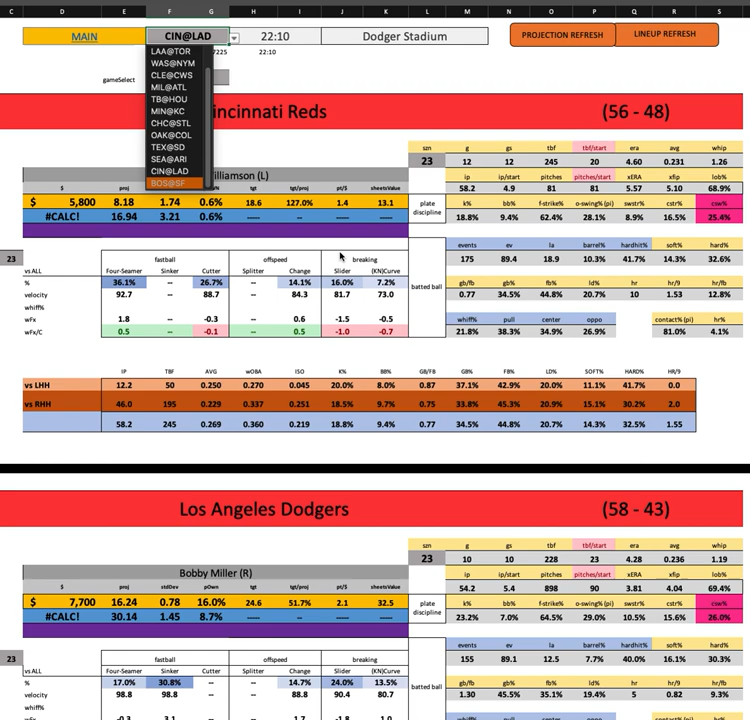 C D E F G H I J K L M N O P Q R S
MAIN CIN@LAD 22:10 Dodger Stadium PROJECTION REFRESH LINEUP REFRESH
7225 22:10
gameSelect
LAA@TOR
WAS@NYM
CLE@CWS
MIL@ATL
TB@HOU
MIN@KC
CHC@STL
OAK@COL
TEX@SD
SEA@ARI
CIN@LAD
BOS@SF
incinnati Reds (56 - 48)
szn g gs tbf tbf/start era avg whip
23 12 12 245 20 4.60 0.231 1.26
illiamson (L) ip ip/start pitches pitches/start xERA xfip lob%
$ proj % tgt tgt/proj pt/$ sheetsValue 58.2 4.9 81 81 5.57 5.10 68.9%
$ 5,800 8.18 1.74 0.6% 18.6 127.0% 1.4 13.1 plate discipline k% bb% f-strike% o-swing% (pi) swstr% cstr% csw%
#CALC! 16.94 3.21 0.6% ---- -- ---- 18.8% 9.4% 62.4% 28.1% 8.9% 16.5% 25.4%
events ev la barrel% hardhit% soft% hard%
23 fastball offspeed breaking 175 89.4 18.9 10.3% 41.7% 14.3% 32.6%
vs ALL Four-Seamer Sinker Cutter Splitter Change Slider (KN)Curve
% 36.1% -- 26.7% -- 14.1% 16.0% 7.2% batted ball gb/fb gb% fb% ld% hr hr/9 hr/fb
velocity 92.7 -- 88.7 -- 84.3 81.7 73.0 0.77 34.5% 44.8% 20.7% 10 1.53 12.8%
whiff%
wFx 1.8 -- -0.3 -- 0.6 -1.5 -0.5 whiff% pull center oppo contact% (pi) hr%
wFx/C 0.5 -- -0.1 -- 0.5 -1.0 -0.7 21.8% 38.3% 34.9% 26.9% 81.0% 4.1%
IP TBF AVG wOBA ISO K% BB% GB/FB GB% FB% LD% SOFT% HARD% HR/9
vs LHH 12.2 50 0.250 0.270 0.045 20.0% 8.0% 0.87 37.1% 42.9% 20.0% 11.1% 41.7% 0.0
vs RHH 46.0 195 0.229 0.337 0.251 18.5% 9.7% 0.75 33.8% 45.3% 20.9% 15.1% 30.2% 2.0
58.2 245 0.269 0.360 0.219 18.8% 9.4% 0.77 34.5% 44.8% 20.7% 14.3% 32.5% 1.55
Los Angeles Dodgers (58 - 43)
szn g gs tbf tbf/start era avg whip
23 10 10 228 23 4.28 0.236 1.19
Bobby Miller (R) ip ip/start pitches pitches/start xERA xfip lob%
$ proj stdDev pOwn tgt tgt/proj pt/$ sheetsValue 54.2 5.4 898 90 3.81 4.04 69.4%
$ 7,700 16.24 0.78 16.0% 24.6 51.7% 2.1 32.5 plate discipline k% bb% f-strike% o-swing% (pi) swstr% cstr% csw%
#CALC! 30.14 1.45 8.7% ---- -- ---- 23.2% 7.0% 64.5% 29.0% 10.5% 15.6% 26.0%
events ev la barrel% hardhit% soft% hard%
23 fastball offspeed breaking 155 89.1 12.5 7.7% 40.0% 16.1% 30.3%
vs ALL Four-Seamer Sinker Cutter Splitter Change Slider (KN)Curve
% 17.0% 30.8% -- -- 14.7% 24.0% 13.5% batted ball gb/fb gb% fb% ld% hr hr/9 hr/fb
velocity 98.8 98.8 -- -- 88.8 90.4 80.7 1.30 45.5% 35.1% 19.4% 5 0.82 9.3%
whiff%
-0.3 3.1 -- -- 1.7 -1.8 1.0 whiff% pull center oppo contact% (pi) hr%